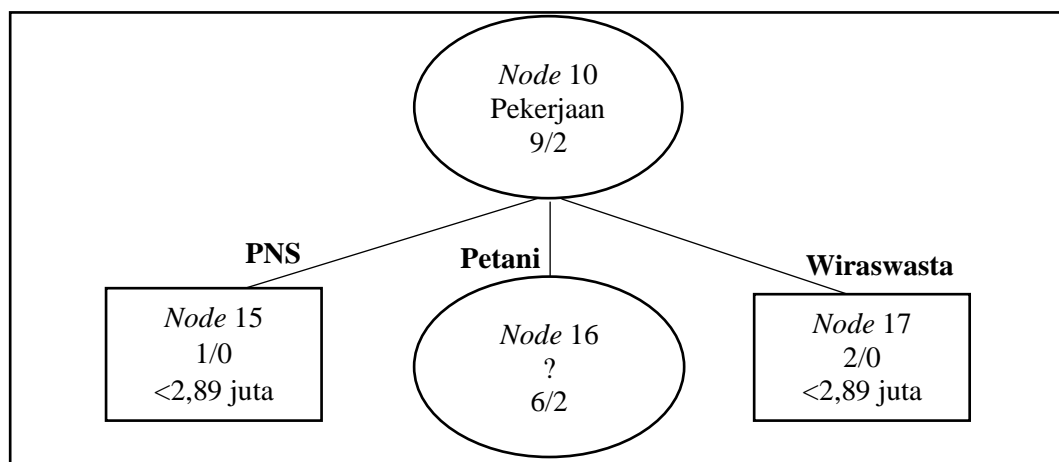 Node 10
Pekerjaan
9/2
PNS
Petani
Wiraswasta
Node 15
1/0
<2,89 juta
Node 16
?
6/2
Node 17
2/0
<2,89 juta